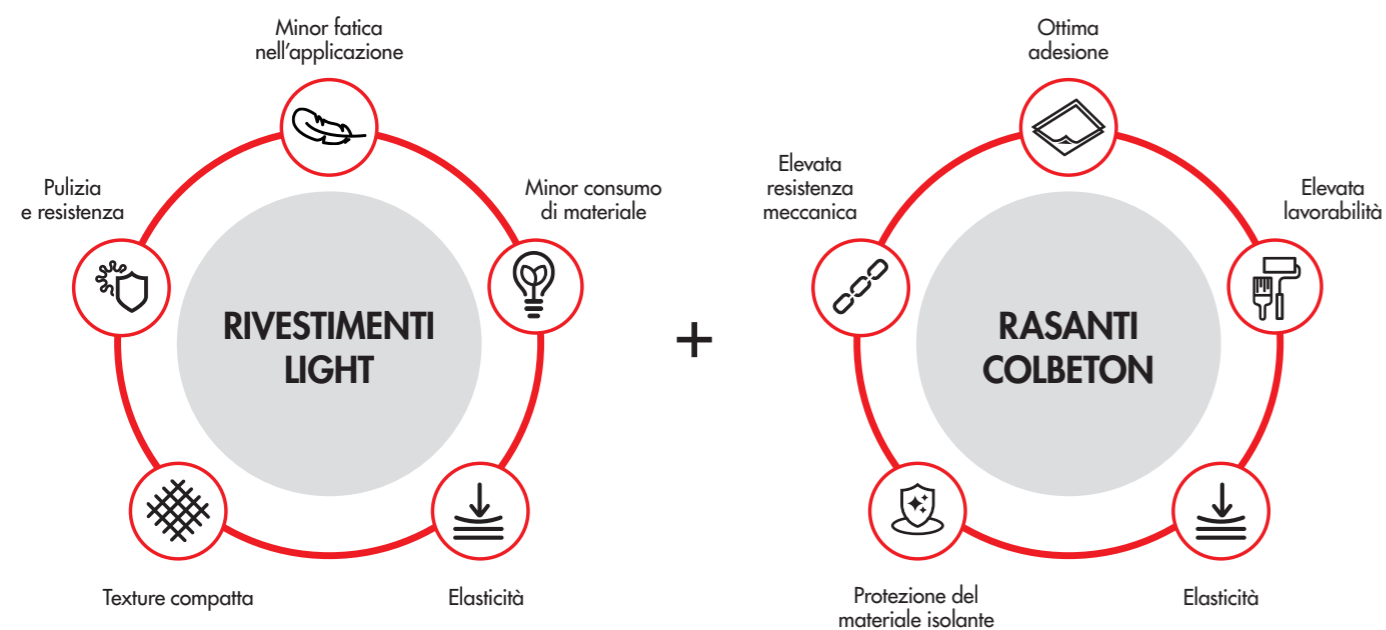 Minor fatica
nell'applicazione
Pulizia
e resistenza
Minor consumo
di materiale
RIVESTIMENTI
LIGHT
Texture compatta
Elasticità
+
Ottima
adesione
Elevata
resistenza
meccanica
Elevata
lavorabilità
RASANTI
COLBETON
Protezione del
materiale isolante
Elasticità